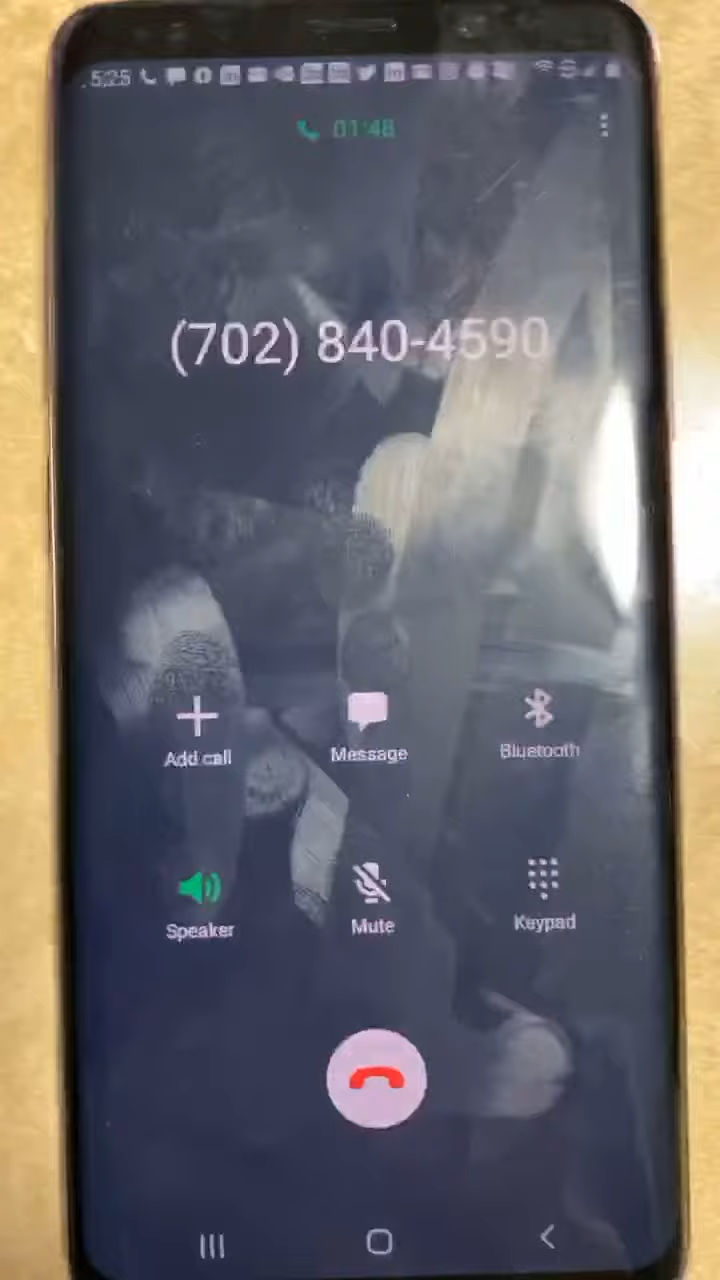 5:25
01:48
(702) 840-4590
Add call
Message
Bluetooth
Speaker
Mute
Keypad